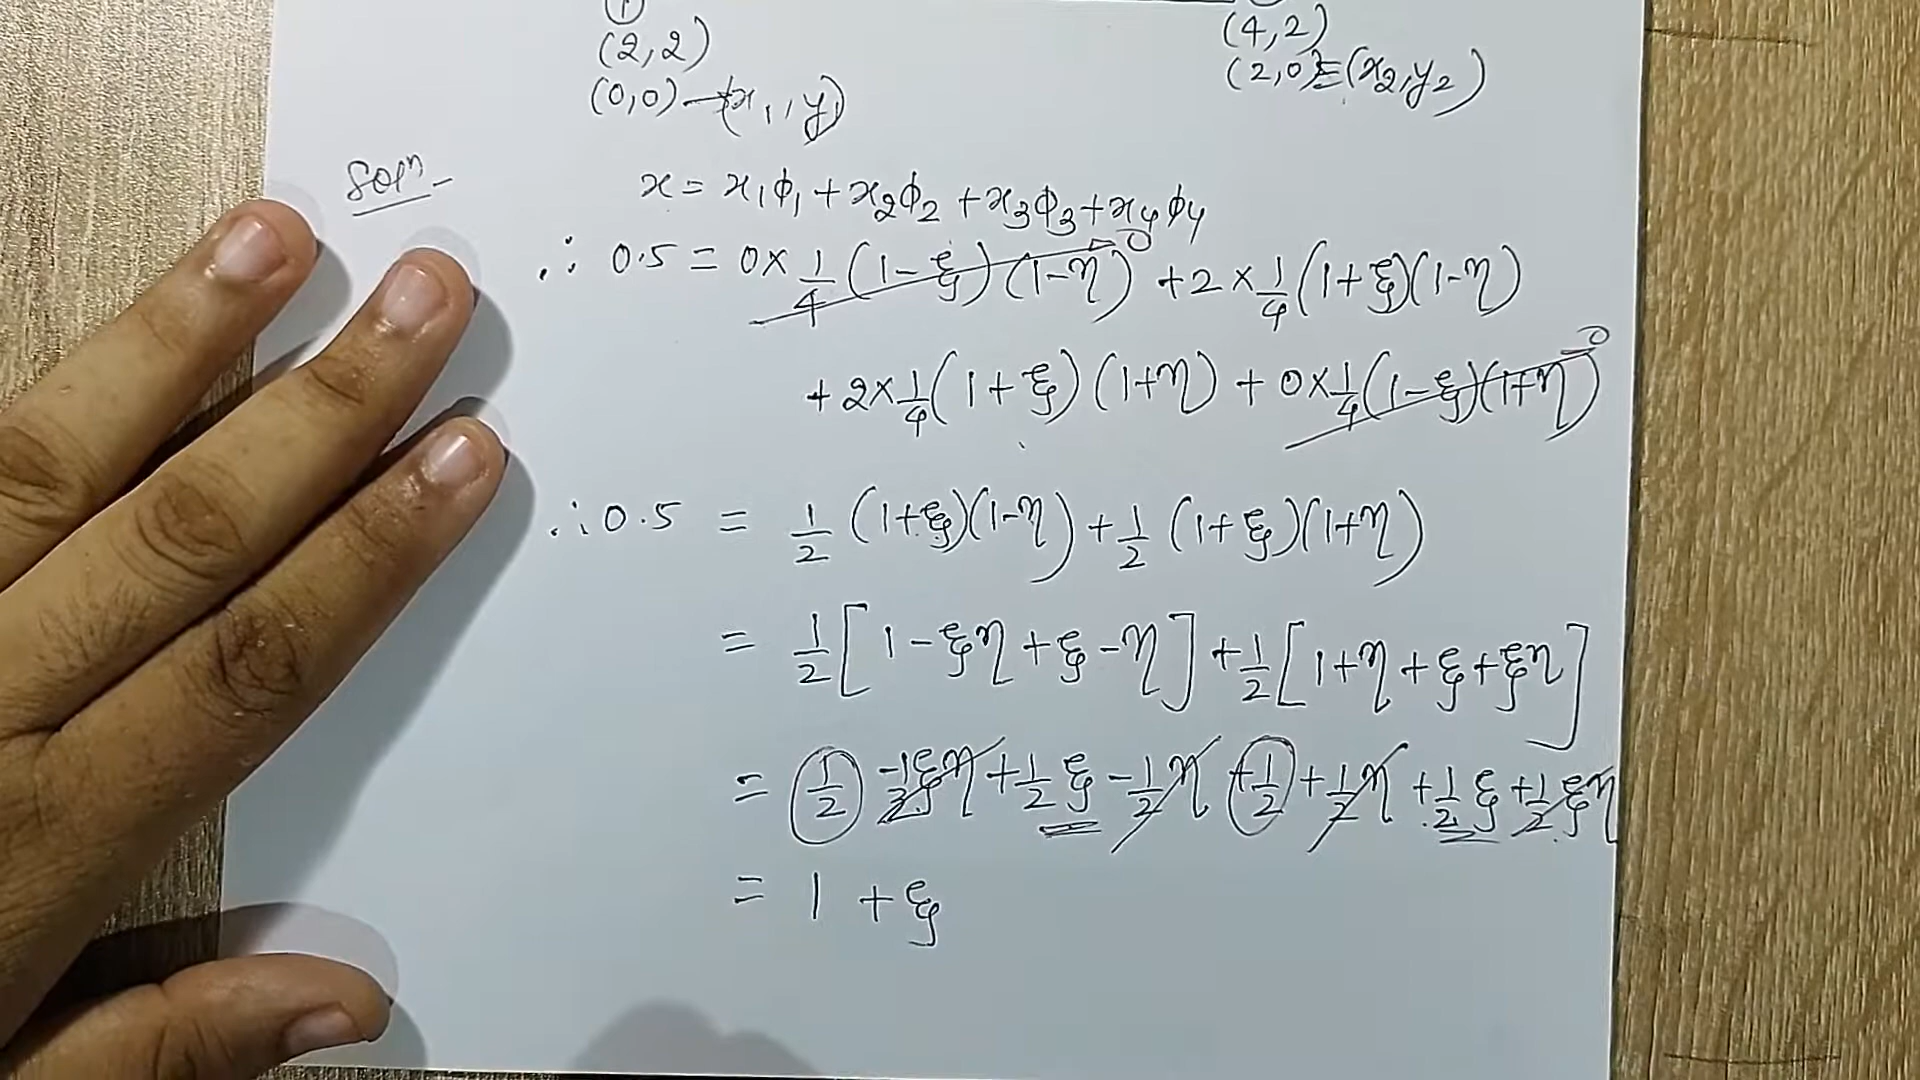 ①
(2,2) (4,2)
(0,0) → (x₁, y₁) (2,0) = (x₂, y₂)
Solⁿ -
x = x₁ϕ₁ + x₂ϕ₂ + x₃ϕ₃ + x₄ϕ₄
∴ 0.5 = 0 × 1/4 (1-ξ)(1-η) → 0 + 2 × 1/4 (1+ξ)(1-η)
+ 2 × 1/4 (1+ξ)(1+η) + 0 × 1/4 (1-ξ)(1+η) → 0
∴ 0.5 = 1/2 (1+ξ)(1-η) + 1/2 (1+ξ)(1+η)
= 1/2 [1 - ξη + ξ - η] + 1/2 [1 + η + ξ + ξη]
= 1/2 - 1/2 ξη + 1/2 ξ - 1/2 η + 1/2 + 1/2 η + 1/2 ξ + 1/2 ξη
= 1 + ξ